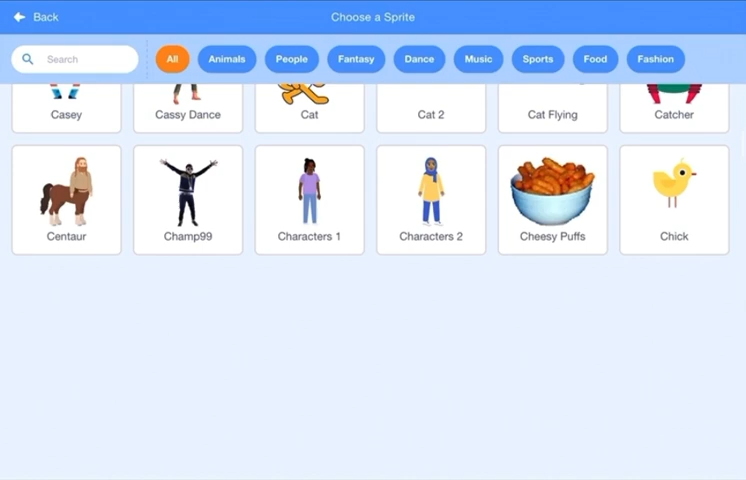 Back
Choose a Sprite
Search
All
Animals
People
Fantasy
Dance
Music
Sports
Food
Fashion
Casey
Cassy Dance
Cat
Cat 2
Cat Flying
Catcher
Centaur
Champ99
Characters 1
Characters 2
Cheesy Puffs
Chick